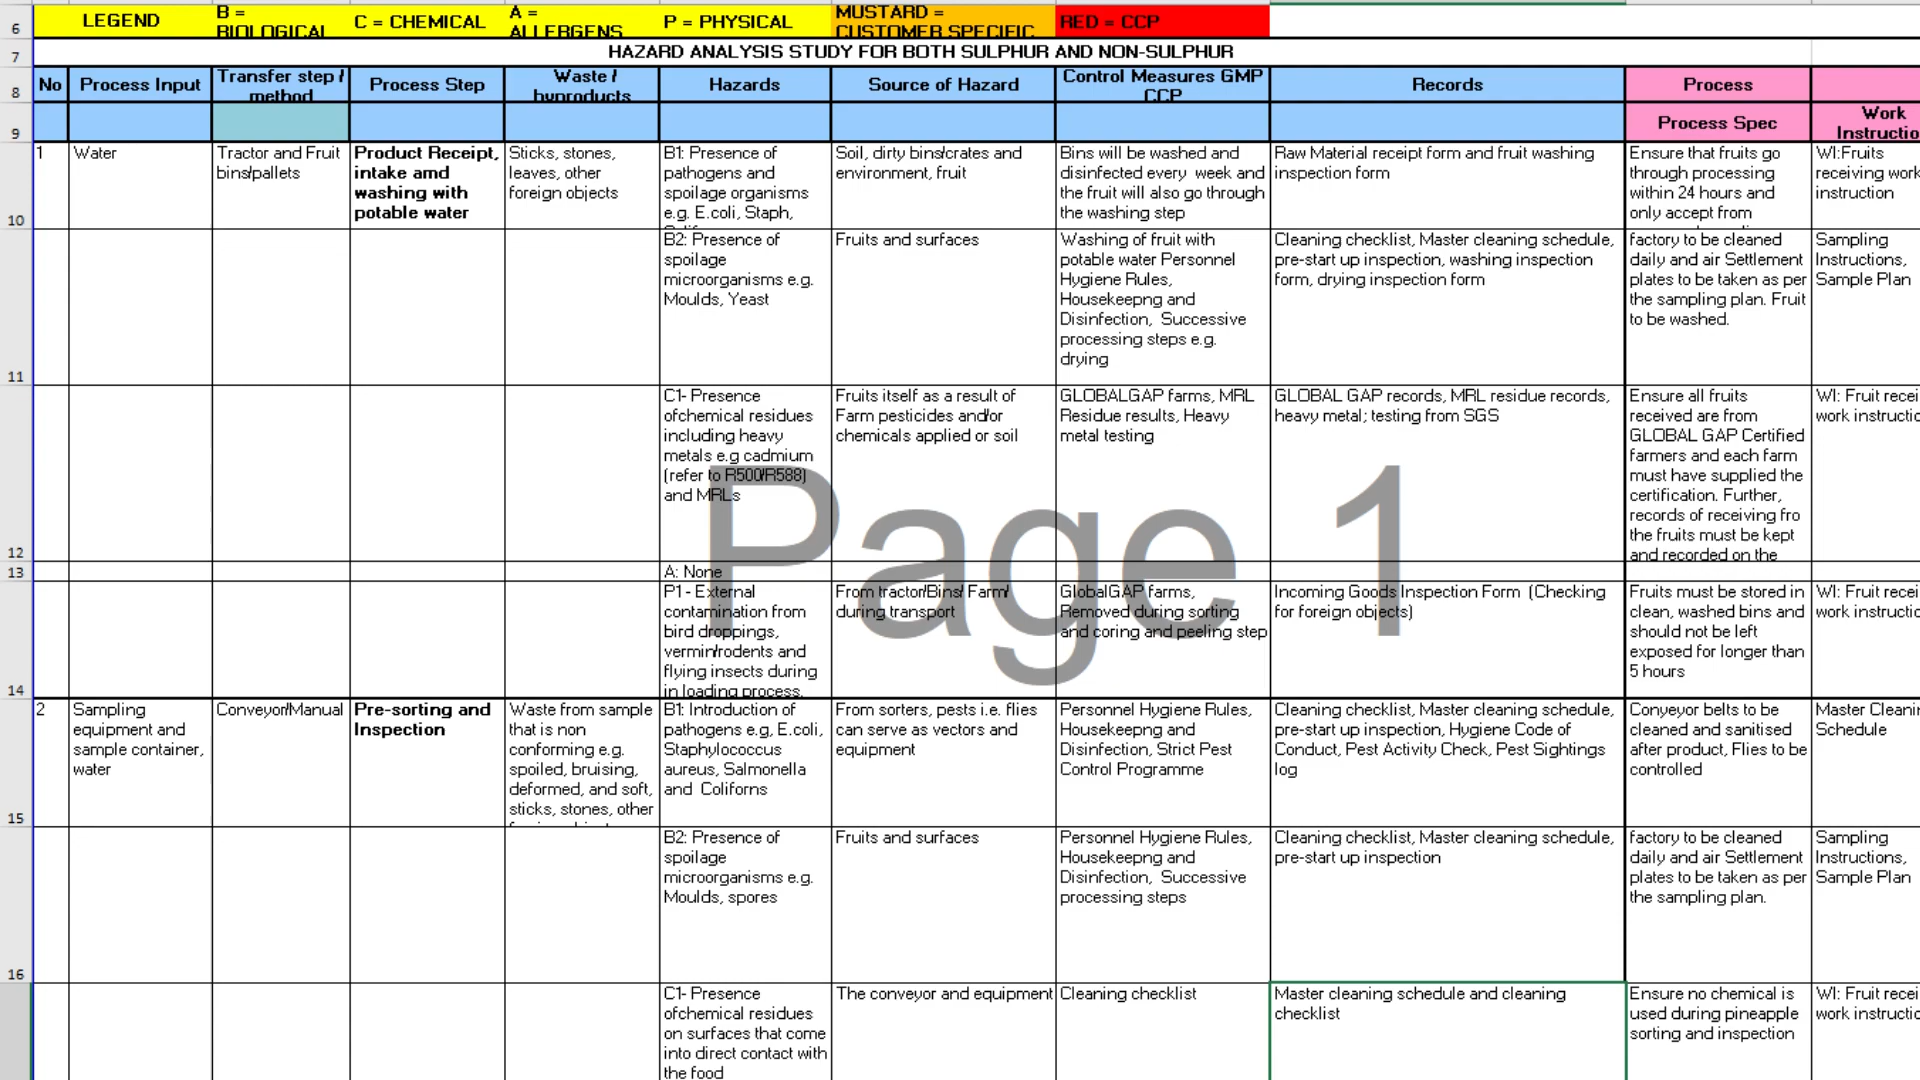 LEGEND
B =
BIOLOGICAL
C = CHEMICAL
A =
ALLERGENS
P = PHYSICAL
MUSTARD =
CUSTOMER SPECIFIC
RED = CCP
6
HAZARD ANALYSIS STUDY FOR BOTH SULPHUR AND NON-SULPHUR
7
No
Process Input
Transfer step /
method
Process Step
Waste /
byproducts
Hazards
Source of Hazard
Control Measures GMP
CCP
Records
Process
8
Process Spec
Work
Instructio
9
1
Water
Tractor and Fruit
bins/pallets
Product Receipt,
intake amd
washing with
potable water
Sticks, stones,
leaves, other
foreign objects
B1: Presence of
pathogens and
spoilage organisms
e.g. E.coli, Staph,
Soil, dirty bins/crates and
environment, fruit
Bins will be washed and
disinfected every week and
the fruit will also go through
the washing step
Raw Material receipt form and fruit washing
inspection form
Ensure that fruits go
through processing
within 24 hours and
only accept from
WI:Fruits
receiving work
instruction
10
B2: Presence of
spoilage
microorganisms e.g.
Moulds, Yeast
Fruits and surfaces
Washing of fruit with
potable water Personnel
Hygiene Rules,
Housekeepng and
Disinfection, Successive
processing steps e.g.
drying
Cleaning checklist, Master cleaning schedule,
pre-start up inspection, washing inspection
form, drying inspection form
factory to be cleaned
daily and air Settlement
plates to be taken as per
the sampling plan. Fruit
to be washed.
Sampling
Instructions,
Sample Plan
11
C1- Presence
ofchemical residues
including heavy
metals e.g cadmium
(refer to R500/R588)
and MRLs
Fruits itself as a result of
Farm pesticides and/or
chemicals applied or soil
GLOBALGAP farms, MRL
Residue results, Heavy
metal testing
GLOBAL GAP records, MRL residue records,
heavy metal; testing from SGS
Ensure all fruits
received are from
GLOBAL GAP Certified
farmers and each farm
must have supplied the
certification. Further,
records of receiving fro
the fruits must be kept
and recorded on the
WI: Fruit recei
work instructio
12
Page 1
13
A: None
P1 - External
contamination from
bird droppings,
vermin/rodents and
flying insects during
in loading process.
From tractor/Bins/ Farm/
during transport
GlobalGAP farms,
Removed during sorting
and coring and peeling step
Incoming Goods Inspection Form (Checking
for foreign objects)
Fruits must be stored in
clean, washed bins and
should not be left
exposed for longer than
5 hours
WI: Fruit recei
work instructio
14
2
Sampling
equipment and
sample container,
water
Conveyor/Manual
Pre-sorting and
Inspection
Waste from sample
that is non
conforming e.g.
spoiled, bruising,
deformed, and soft,
sticks, stones, other
B1: Introduction of
pathogens e.g, E.coli,
Staphylococcus
aureus, Salmonella
and Coliforns
From sorters, pests i.e. flies
can serve as vectors and
equipment
Personnel Hygiene Rules,
Housekeepng and
Disinfection, Strict Pest
Control Programme
Cleaning checklist, Master cleaning schedule,
pre-start up inspection, Hygiene Code of
Conduct, Pest Activity Check, Pest Sightings
log
Conveyor belts to be
cleaned and sanitised
after product, Flies to be
controlled
Master Cleanin
Schedule
15
B2: Presence of
spoilage
microorganisms e.g.
Moulds, spores
Fruits and surfaces
Personnel Hygiene Rules,
Housekeepng and
Disinfection, Successive
processing steps
Cleaning checklist, Master cleaning schedule,
pre-start up inspection
factory to be cleaned
daily and air Settlement
plates to be taken as per
the sampling plan.
Sampling
Instructions,
Sample Plan
16
C1- Presence
ofchemical residues
on surfaces that come
into direct contact with
the food
The conveyor and equipment
Cleaning checklist
Master cleaning schedule and cleaning
checklist
Ensure no chemical is
used during pineapple
sorting and inspection
WI: Fruit recei
work instructio